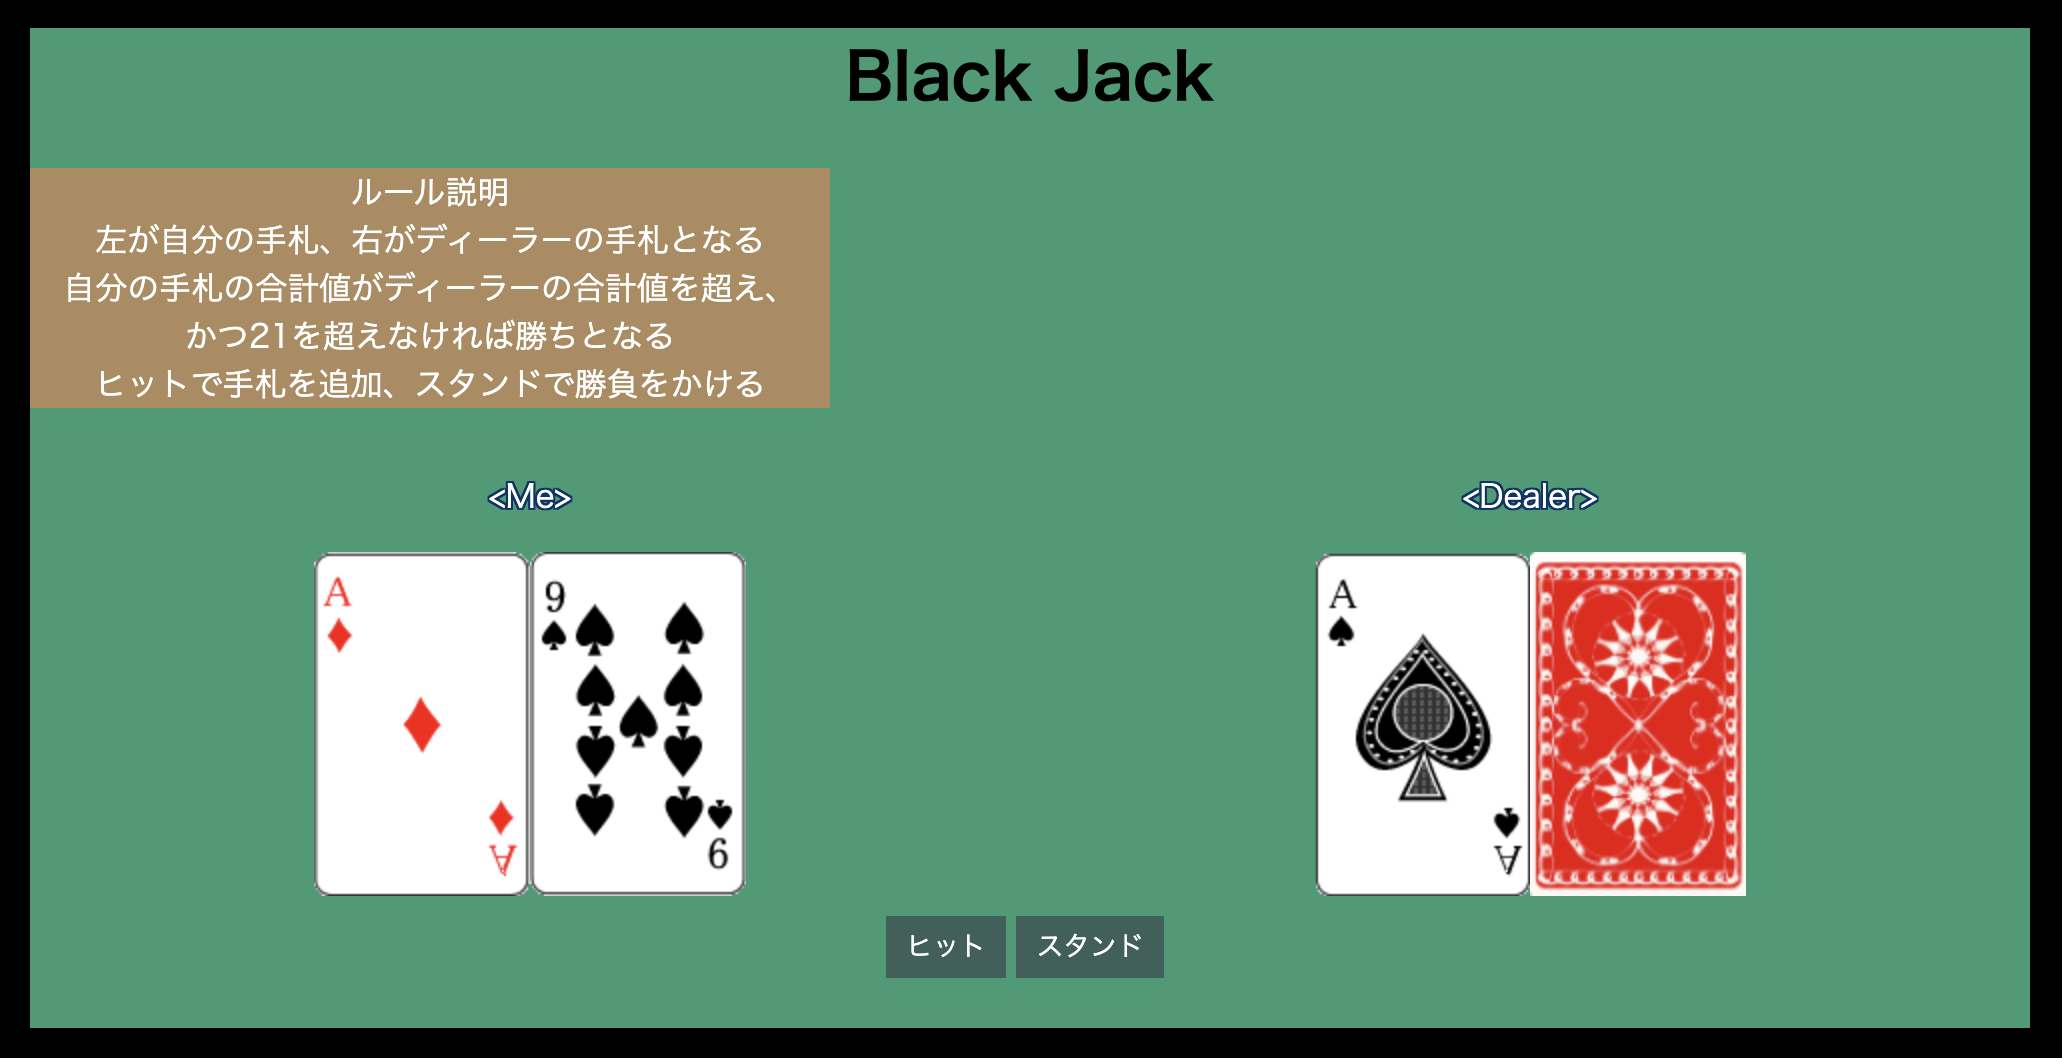 Black Jack
ルール説明
左が自分の手札、右がディーラーの手札となる
自分の手札の合計値がディーラーの合計値を超え、
かつ21を超えなければ勝ちとなる
ヒットで手札を追加、スタンドで勝負をかける
<Me>
<Dealer>
A
A
9
9
A
A
ヒット
スタンド